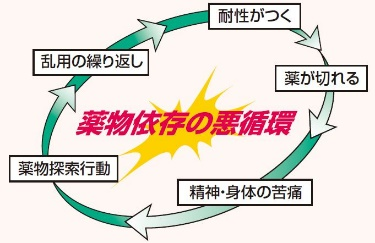 耐性がつく
乱用の繰り返し
薬が切れる
薬物依存の悪循環
薬物探索行動
精神・身体の苦痛